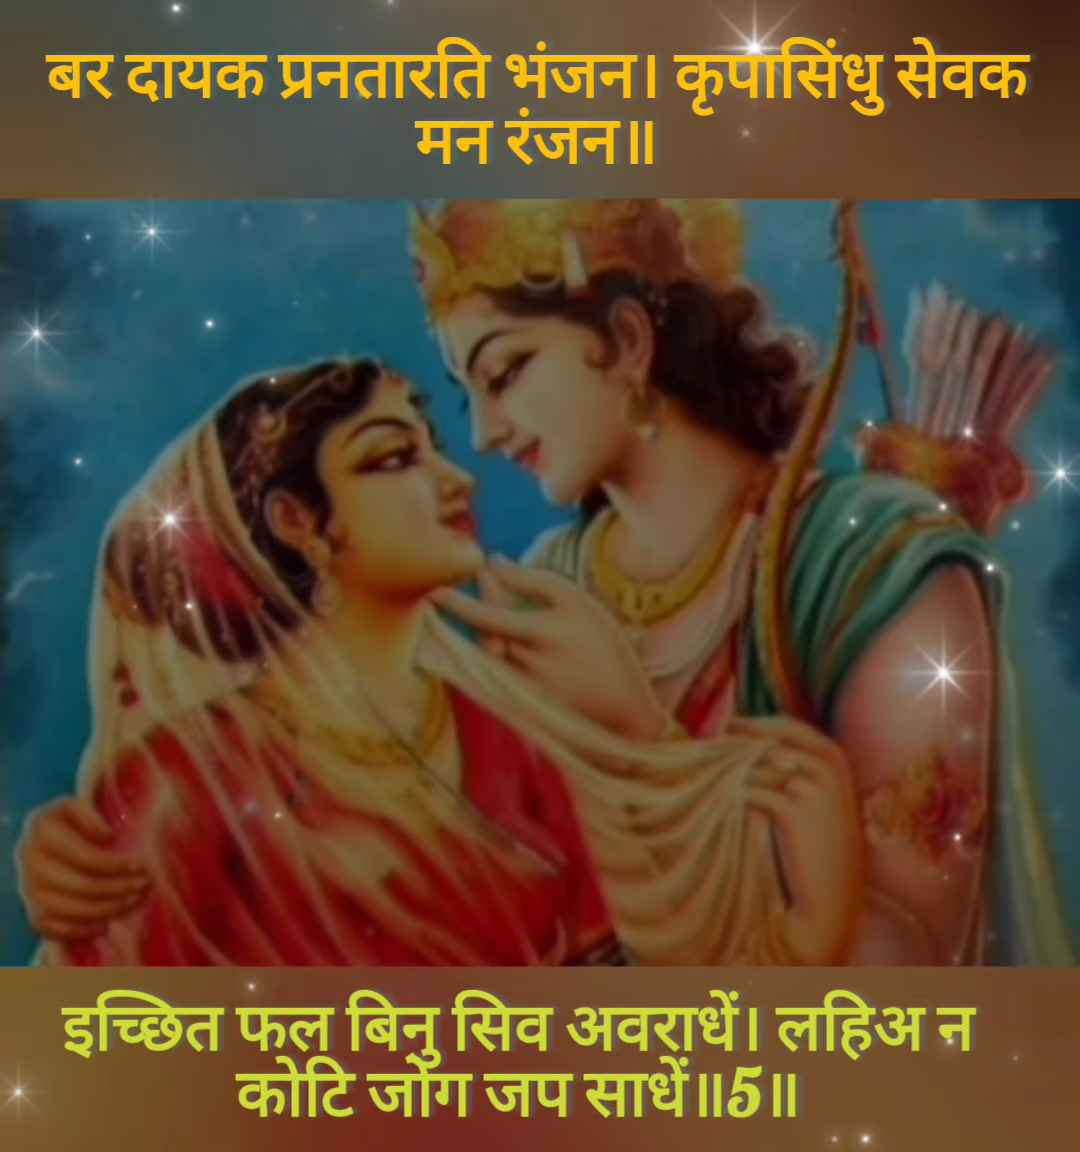 बर दायक प्रनतारति भंजन। कृपासिंधु सेवक
मन रंजन॥
इच्छित फल बिनु सिव अवराधें। लहिअ न
कोटि जोग जप साधें॥5॥